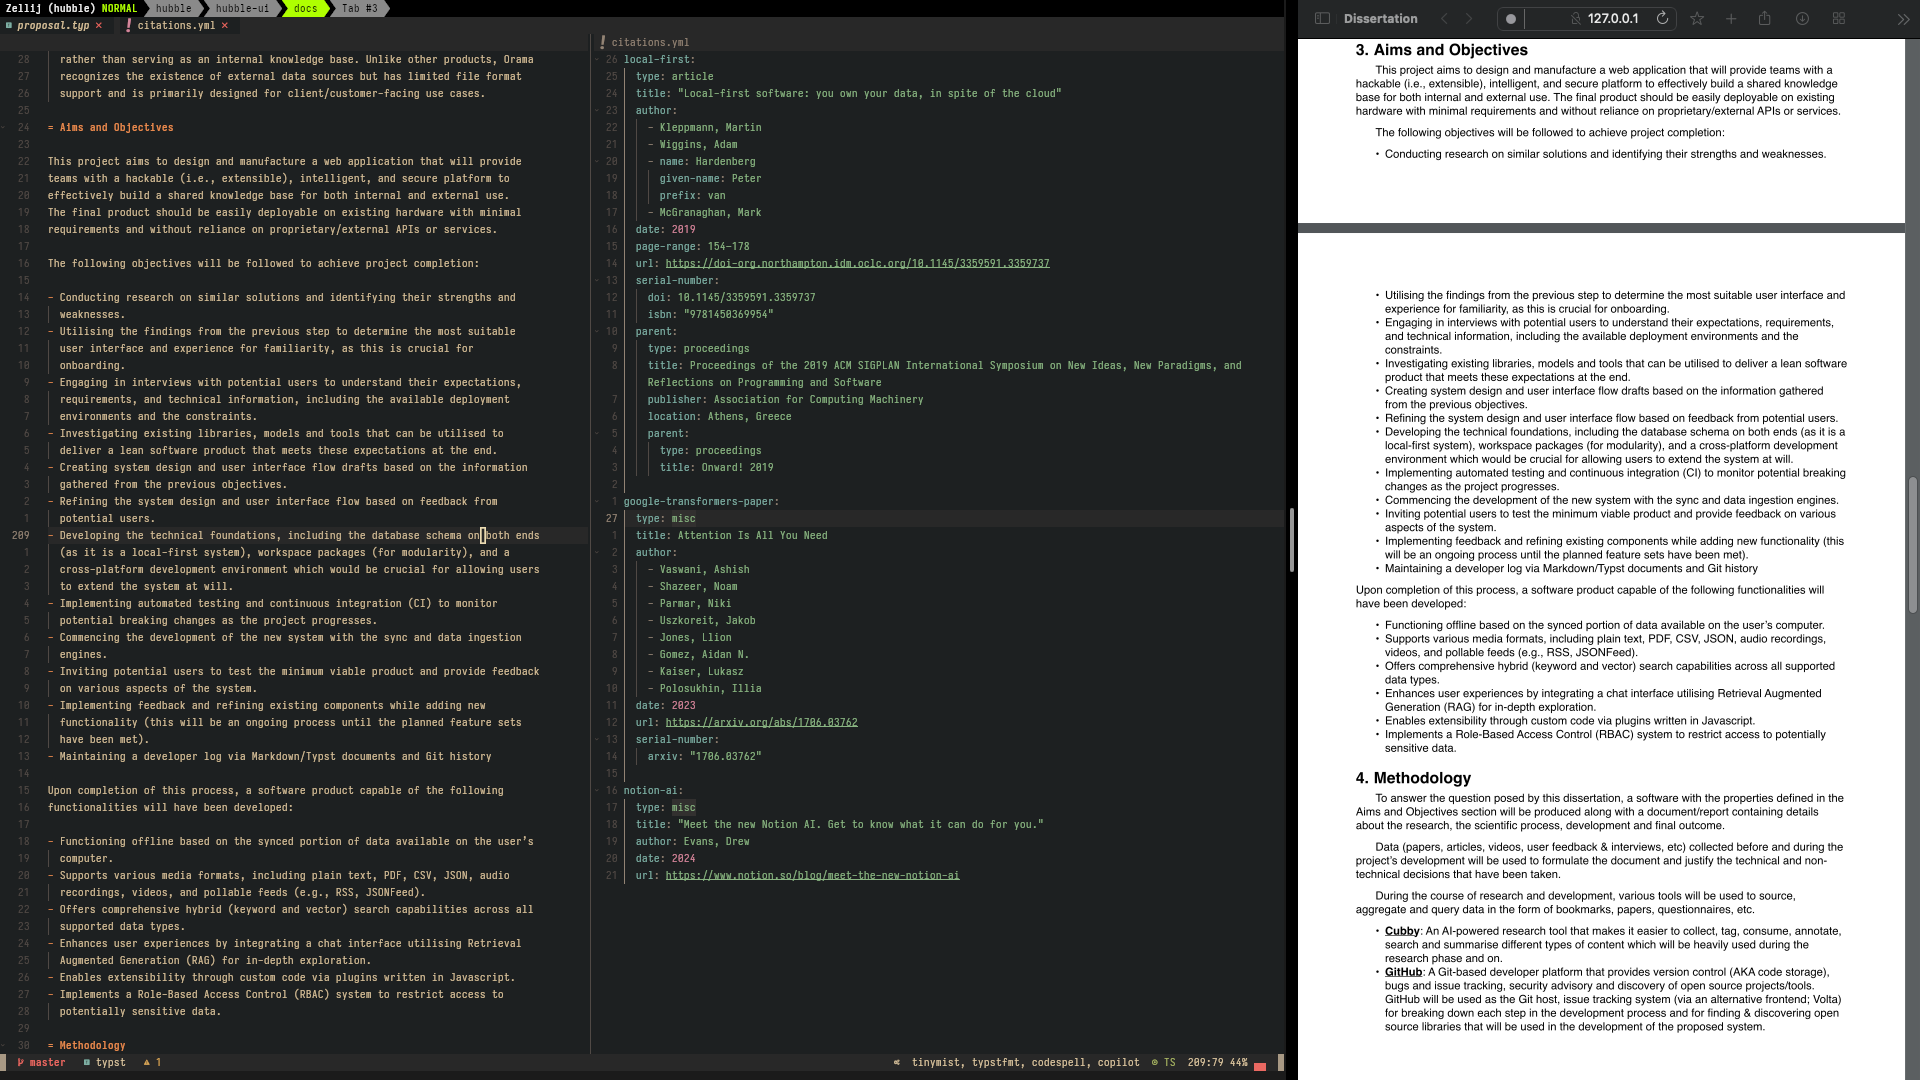 Zellij (hubble) NORMAL hubble hubble-ui docs Tab #3
proposal.typ × ! citations.yml ×
28 rather than serving as an internal knowledge base. Unlike other products, Orama
27 recognizes the existence of external data sources but has limited file format
26 support and is primarily designed for client/customer-facing use cases.
25
24 = Aims and Objectives
23
22 This project aims to design and manufacture a web application that will provide
21 teams with a hackable (i.e., extensible), intelligent, and secure platform to
20 effectively build a shared knowledge base for both internal and external use.
19 The final product should be easily deployable on existing hardware with minimal
18 requirements and without reliance on proprietary/external APIs or services.
17
16 The following objectives will be followed to achieve project completion:
15
14 - Conducting research on similar solutions and identifying their strengths and
13 weaknesses.
12 - Utilising the findings from the previous step to determine the most suitable
11 user interface and experience for familiarity, as this is crucial for
10 onboarding.
9 - Engaging in interviews with potential users to understand their expectations,
8 requirements, and technical information, including the available deployment
7 environments and the constraints.
6 - Investigating existing libraries, models and tools that can be utilised to
5 deliver a lean software product that meets these expectations at the end.
4 - Creating system design and user interface flow drafts based on the information
3 gathered from the previous objectives.
2 - Refining the system design and user interface flow based on feedback from
1 potential users.
209 - Developing the technical foundations, including the database schema on both ends
1 (as it is a local-first system), workspace packages (for modularity), and a
2 cross-platform development environment which would be crucial for allowing users
3 to extend the system at will.
4 - Implementing automated testing and continuous integration (CI) to monitor
5 potential breaking changes as the project progresses.
6 - Commencing the development of the new system with the sync and data ingestion
7 engines.
8 - Inviting potential users to test the minimum viable product and provide feedback
9 on various aspects of the system.
10 - Implementing feedback and refining existing components while adding new
11 functionality (this will be an ongoing process until the planned feature sets
12 have been met).
13 - Maintaining a developer log via Markdown/Typst documents and Git history
14
15 Upon completion of this process, a software product capable of the following
16 functionalities will have been developed:
17
18 - Functioning offline based on the synced portion of data available on the user's
19 computer.
20 - Supports various media formats, including plain text, PDF, CSV, JSON, audio
21 recordings, videos, and pollable feeds (e.g., RSS, JSONFeed).
22 - Offers comprehensive hybrid (keyword and vector) search capabilities across all
23 supported data types.
24 - Enhances user experiences by integrating a chat interface utilising Retrieval
25 Augmented Generation (RAG) for in-depth exploration.
26 - Enables extensibility through custom code via plugins written in Javascript.
27 - Implements a Role-Based Access Control (RBAC) system to restrict access to
28 potentially sensitive data.
29
30 = Methodology
! citations.yml
26 local-first:
25 type: article
24 title: "Local-first software: you own your data, in spite of the cloud"
23 author:
22 - Kleppmann, Martin
21 - Wiggins, Adam
20 - name: Hardenberg
19 given-name: Peter
18 prefix: van
17 - McGranaghan, Mark
16 date: 2019
15 page-range: 154-178
14 url: https://doi-org.northampton.idm.oclc.org/10.1145/3359591.3359737
13 serial-number:
12 doi: 10.1145/3359591.3359737
11 isbn: "9781450369954"
10 parent:
9 type: proceedings
8 title: Proceedings of the 2019 ACM SIGPLAN International Symposium on New Ideas, New Paradigms, and
Reflections on Programming and Software
7 publisher: Association for Computing Machinery
6 location: Athens, Greece
5 parent:
4 type: proceedings
3 title: Onward! 2019
2
1 google-transformers-paper:
27 type: misc
1 title: Attention Is All You Need
2 author:
3 - Vaswani, Ashish
4 - Shazeer, Noam
5 - Parmar, Niki
6 - Uszkoreit, Jakob
7 - Jones, Llion
8 - Gomez, Aidan N.
9 - Kaiser, Lukasz
10 - Polosukhin, Illia
11 date: 2023
12 url: https://arxiv.org/abs/1706.03762
13 serial-number:
14 arxiv: "1706.03762"
15
16 notion-ai:
17 type: misc
18 title: "Meet the new Notion AI. Get to know what it can do for you."
19 author: Evans, Drew
20 date: 2024
21 url: https://www.notion.so/blog/meet-the-new-notion-ai
master typst 1 tinymist, typstfmt, codespell, copilot TS 209:79 44%
Dissertation 127.0.0.1
3. Aims and Objectives
This project aims to design and manufacture a web application that will provide teams with a
hackable (i.e., extensible), intelligent, and secure platform to effectively build a shared knowledge
base for both internal and external use. The final product should be easily deployable on existing
hardware with minimal requirements and without reliance on proprietary/external APIs or services.
The following objectives will be followed to achieve project completion:
• Conducting research on similar solutions and identifying their strengths and weaknesses.
• Utilising the findings from the previous step to determine the most suitable user interface and
experience for familiarity, as this is crucial for onboarding.
• Engaging in interviews with potential users to understand their expectations, requirements,
and technical information, including the available deployment environments and the
constraints.
• Investigating existing libraries, models and tools that can be utilised to deliver a lean software
product that meets these expectations at the end.
• Creating system design and user interface flow drafts based on the information gathered
from the previous objectives.
• Refining the system design and user interface flow based on feedback from potential users.
• Developing the technical foundations, including the database schema on both ends (as it is a
local-first system), workspace packages (for modularity), and a cross-platform development
environment which would be crucial for allowing users to extend the system at will.
• Implementing automated testing and continuous integration (CI) to monitor potential breaking
changes as the project progresses.
• Commencing the development of the new system with the sync and data ingestion engines.
• Inviting potential users to test the minimum viable product and provide feedback on various
aspects of the system.
• Implementing feedback and refining existing components while adding new functionality (this
will be an ongoing process until the planned feature sets have been met).
• Maintaining a developer log via Markdown/Typst documents and Git history
Upon completion of this process, a software product capable of the following functionalities will
have been developed:
• Functioning offline based on the synced portion of data available on the user's computer.
• Supports various media formats, including plain text, PDF, CSV, JSON, audio recordings,
videos, and pollable feeds (e.g., RSS, JSONFeed).
• Offers comprehensive hybrid (keyword and vector) search capabilities across all supported
data types.
• Enhances user experiences by integrating a chat interface utilising Retrieval Augmented
Generation (RAG) for in-depth exploration.
• Enables extensibility through custom code via plugins written in Javascript.
• Implements a Role-Based Access Control (RBAC) system to restrict access to potentially
sensitive data.
4. Methodology
To answer the question posed by this dissertation, a software with the properties defined in the
Aims and Objectives section will be produced along with a document/report containing details
about the research, the scientific process, development and final outcome.
Data (papers, articles, videos, user feedback & interviews, etc) collected before and during the
project's development will be used to formulate the document and justify the technical and non-
technical decisions that have been taken.
During the course of research and development, various tools will be used to source,
aggregate and query data in the form of bookmarks, papers, questionnaires, etc.
• Cubby: An AI-powered research tool that makes it easier to collect, tag, consume, annotate,
search and summarise different types of content which will be heavily used during the
research phase and on.
• GitHub: A Git-based developer platform that provides version control (AKA code storage),
bugs and issue tracking, security advisory and discovery of open source projects/tools.
GitHub will be used as the Git host, issue tracking system (via an alternative frontend; Volta)
for breaking down each step in the development process and for finding & discovering open
source libraries that will be used in the development of the proposed system.